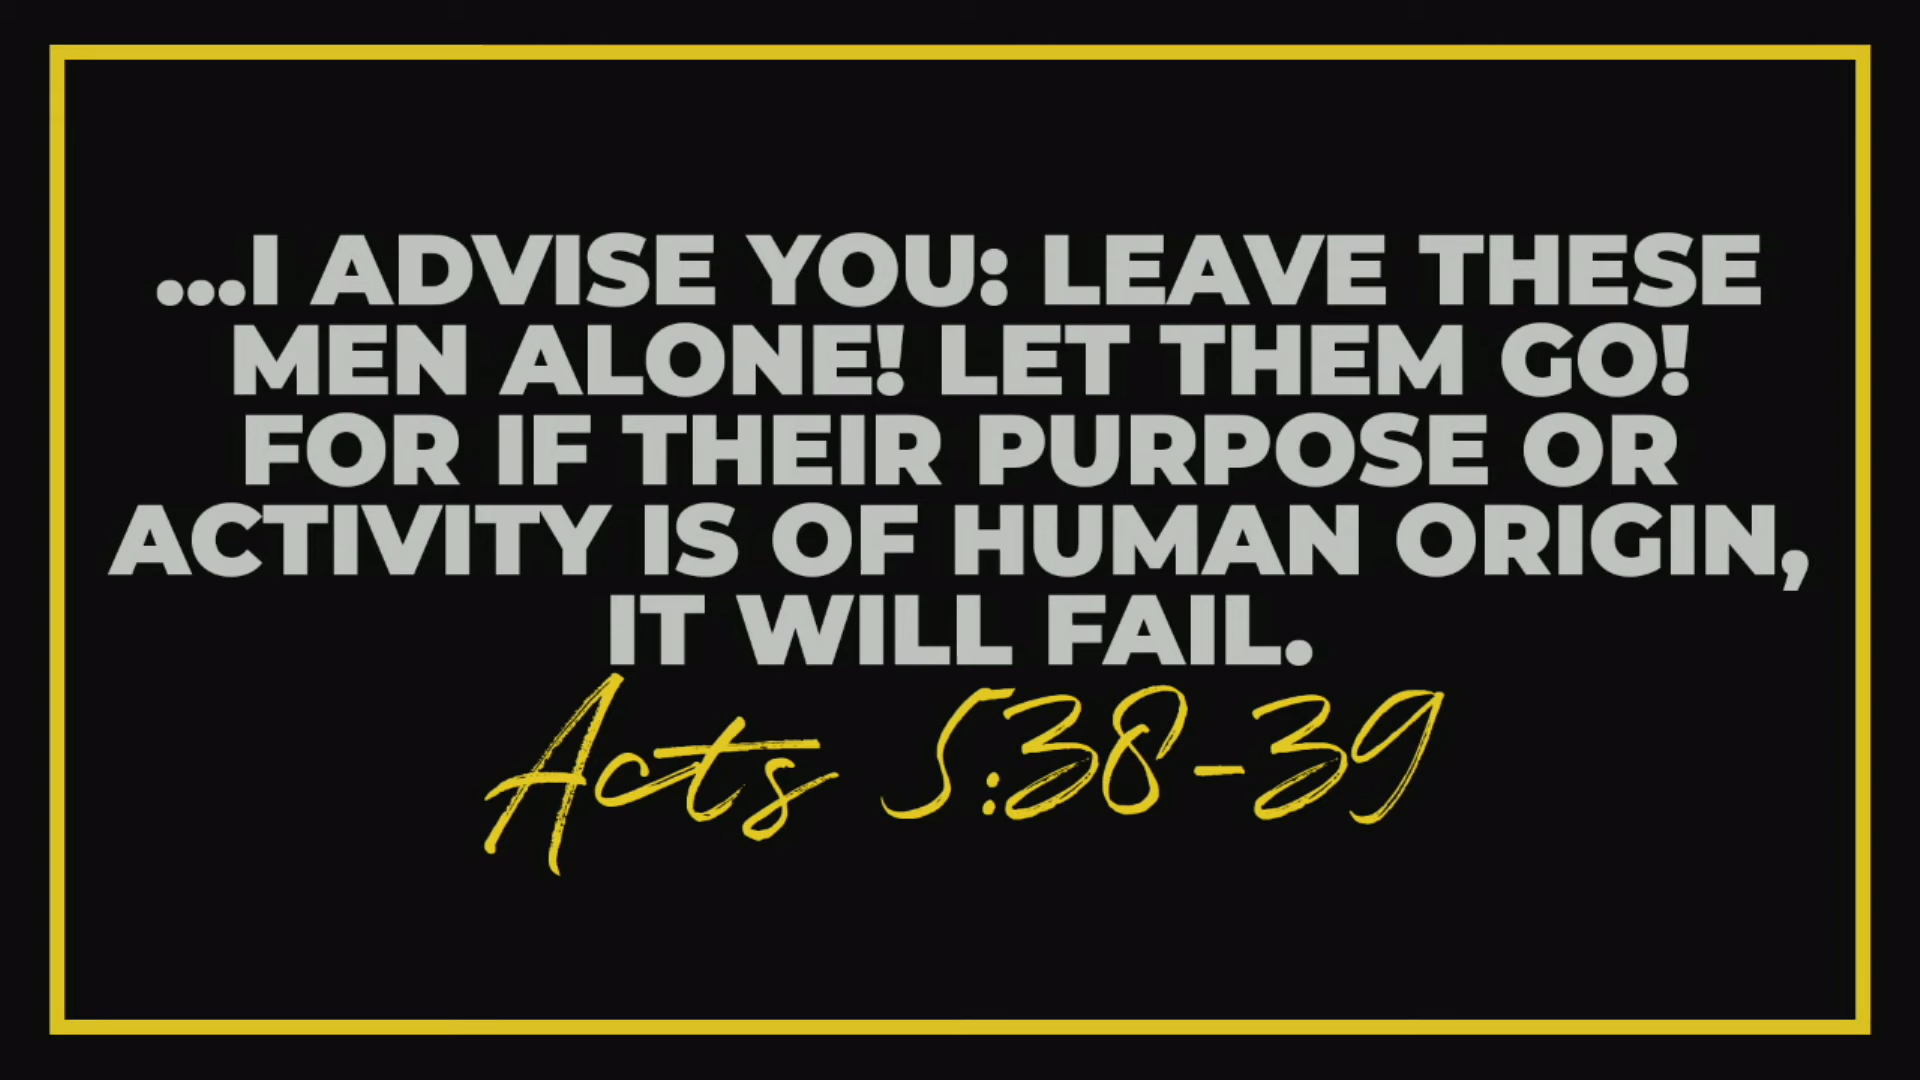 ...I ADVISE YOU: LEAVE THESE
MEN ALONE! LET THEM GO!
FOR IF THEIR PURPOSE OR
ACTIVITY IS OF HUMAN ORIGIN,
IT WILL FAIL.
Acts 5:38-39